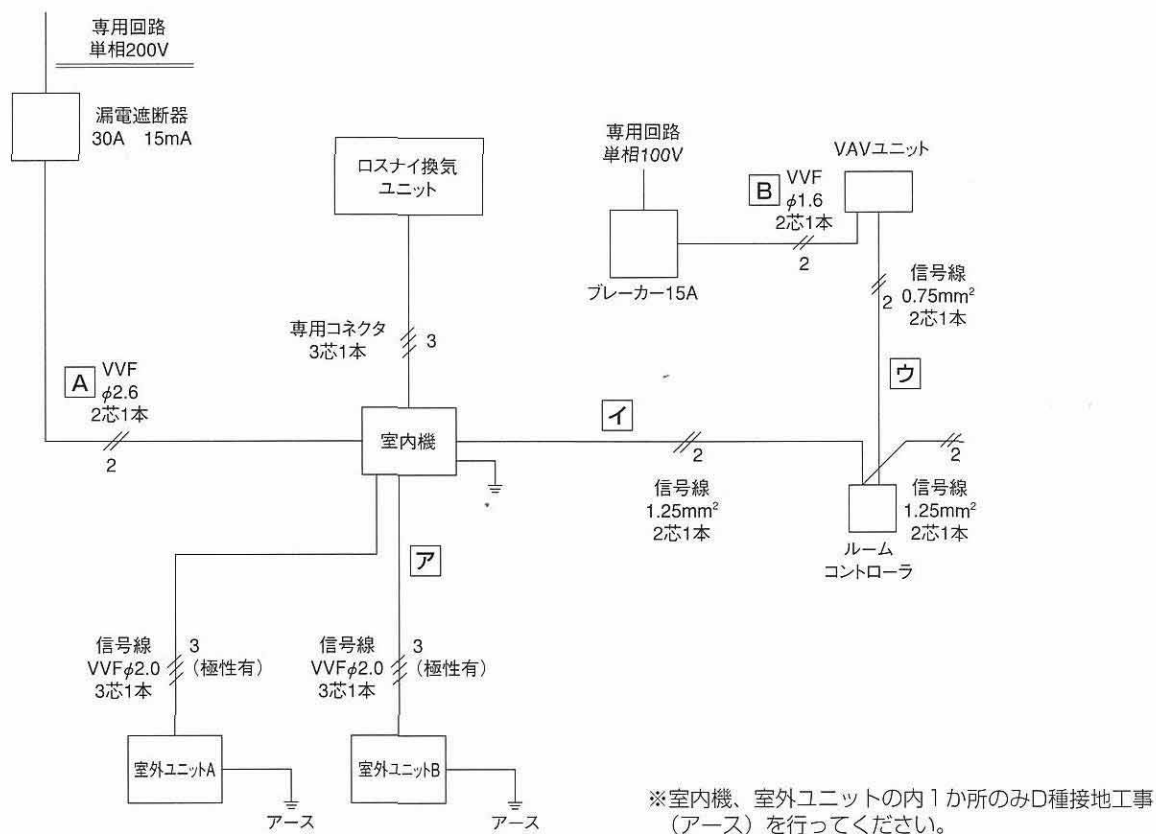 専用回路
単相200V
漏電遮断器
30A 15mA
ロスナイ換気
ユニット
専用回路
単相100V
VAVユニット
B
VVF
φ1.6
2芯1本
2
ブレーカー15A
2
信号線
0.75mm²
2芯1本
専用コネクタ
3芯1本
3
A
VVF
φ2.6
2芯1本
2
ウ
イ
室内機
2
信号線
1.25mm²
2芯1本
2
信号線
1.25mm²
2芯1本
ルーム
コントローラ
ア
信号線
VVFφ2.0
3芯1本
3
(極性有)
信号線
VVFφ2.0
3芯1本
3
(極性有)
室外ユニットA
アース
室外ユニットB
アース
※室内機、室外ユニットの内1か所のみD種接地工事
(アース)を行ってください。